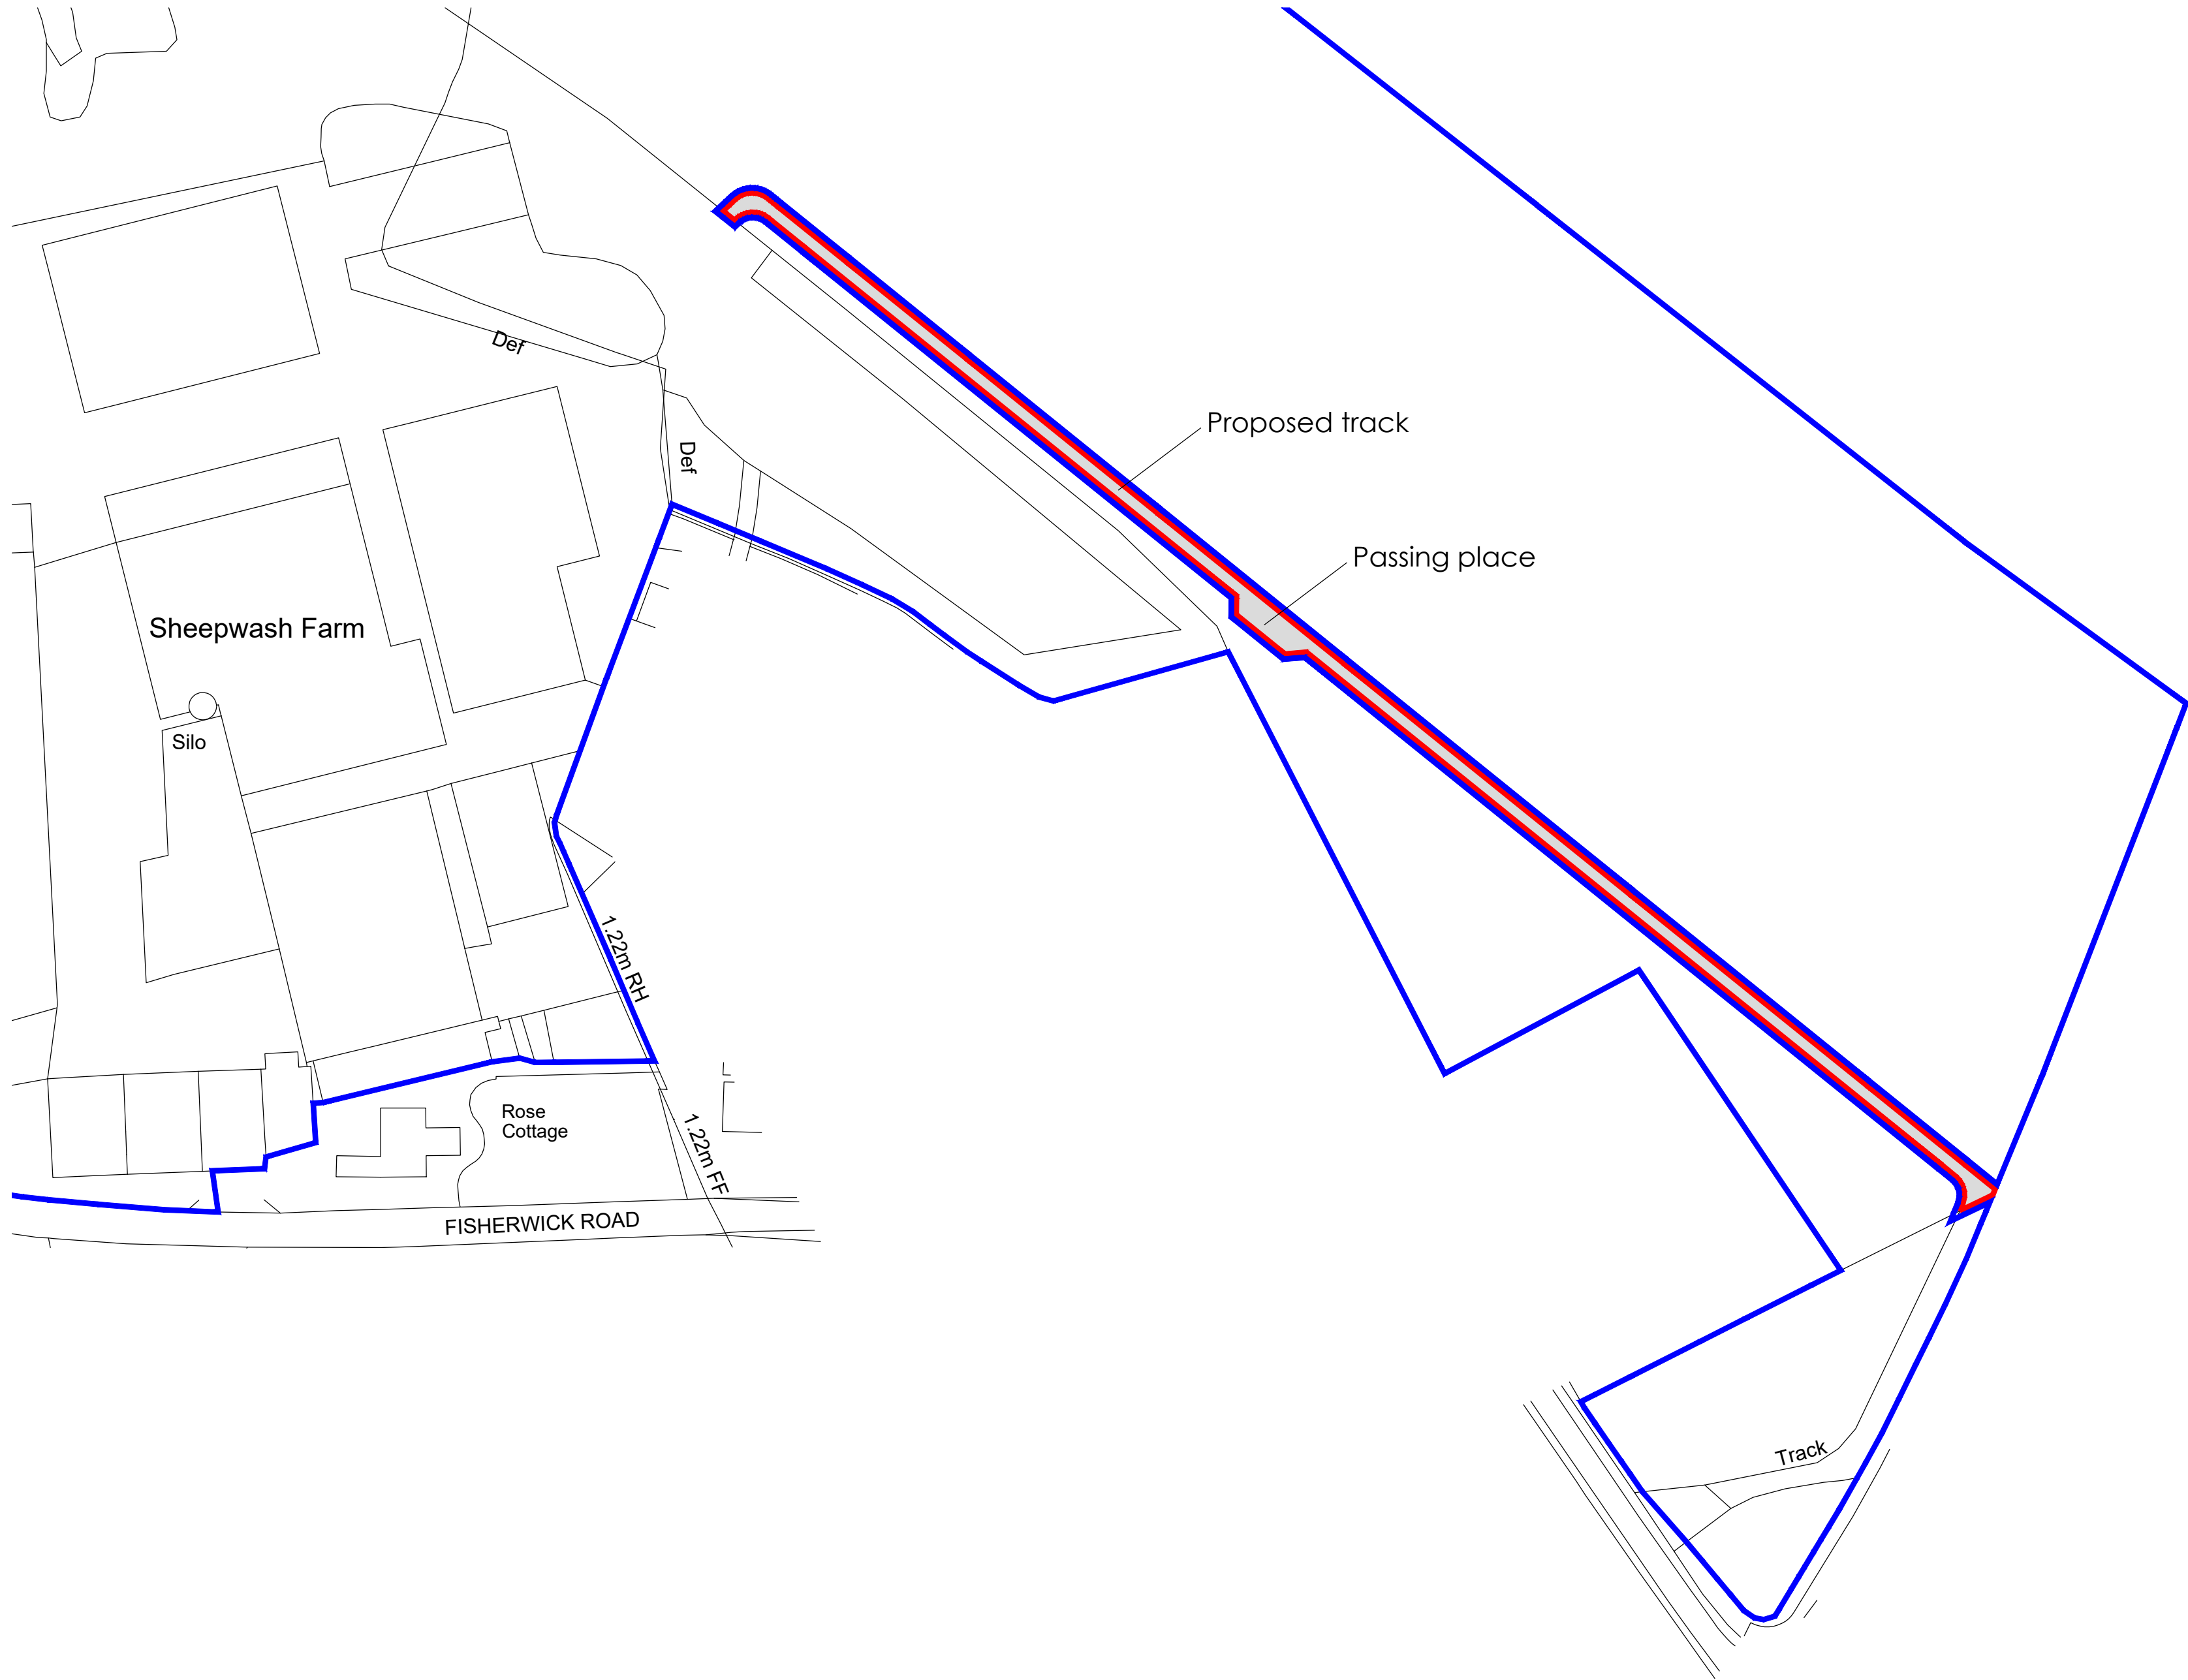 Def
Proposed track
Def
Passing place
Sheepwash Farm
Silo
1.22m RH
Rose
Cottage
1.22m FF
FISHERWICK ROAD
Track